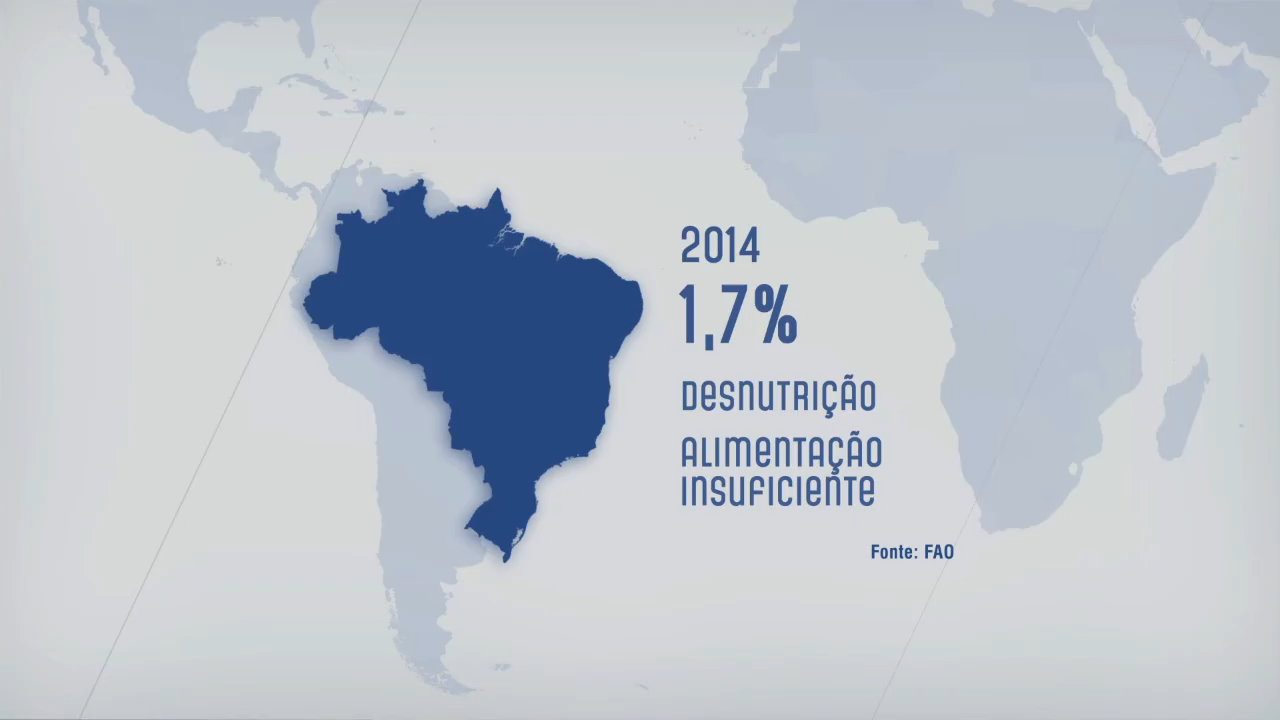 2014
1,7%
DESNUTRIÇÃO
ALIMENTAÇÃO
INSUFICIENTE
Fonte: FAO